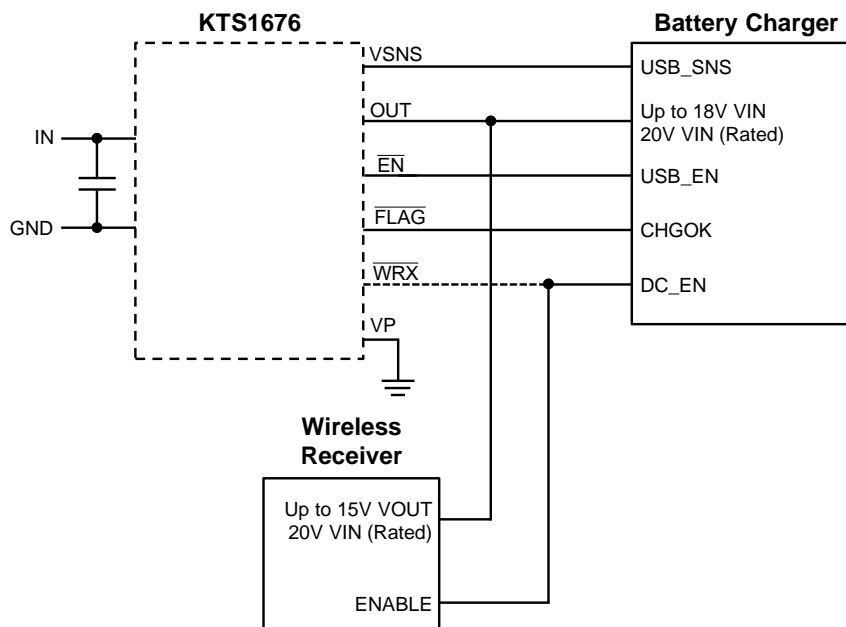 KTS1676
Battery Charger
VSNS
USB_SNS
OUT
Up to 18V VIN
20V VIN (Rated)
IN
EN
USB_EN
GND
FLAG
CHGOK
WRX
DC_EN
VP
Wireless
Receiver
Up to 15V VOUT
20V VIN (Rated)
ENABLE